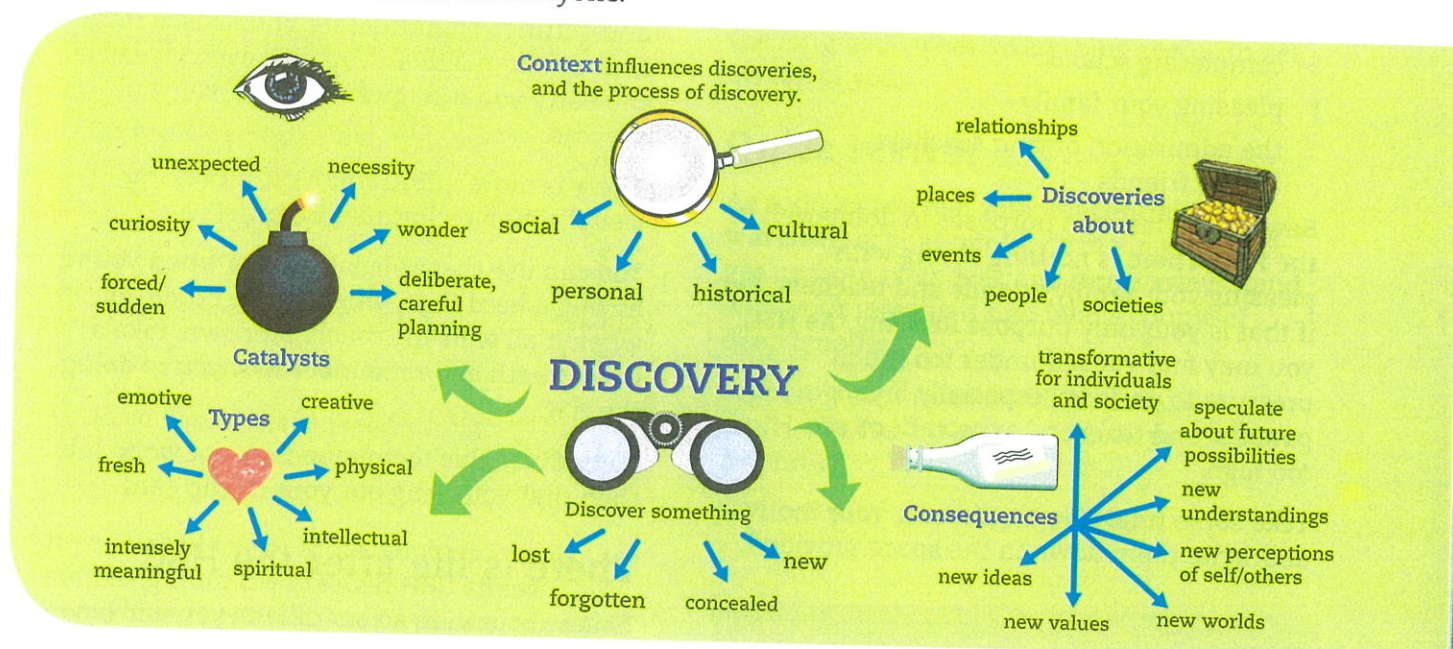 Context influences discoveries,
and the process of discovery.
social
personal
historical
cultural
unexpected
necessity
curiosity
wonder
forced/
sudden
deliberate,
careful
planning
Catalysts
relationships
places
Discoveries
about
events
people
societies
DISCOVERY
Types
emotive
creative
fresh
physical
intensely
meaningful
spiritual
intellectual
Discover something
lost
forgotten
concealed
new
Consequences
transformative
for individuals
and society
speculate
about future
possibilities
new
understandings
new perceptions
of self/others
new ideas
new values
new worlds